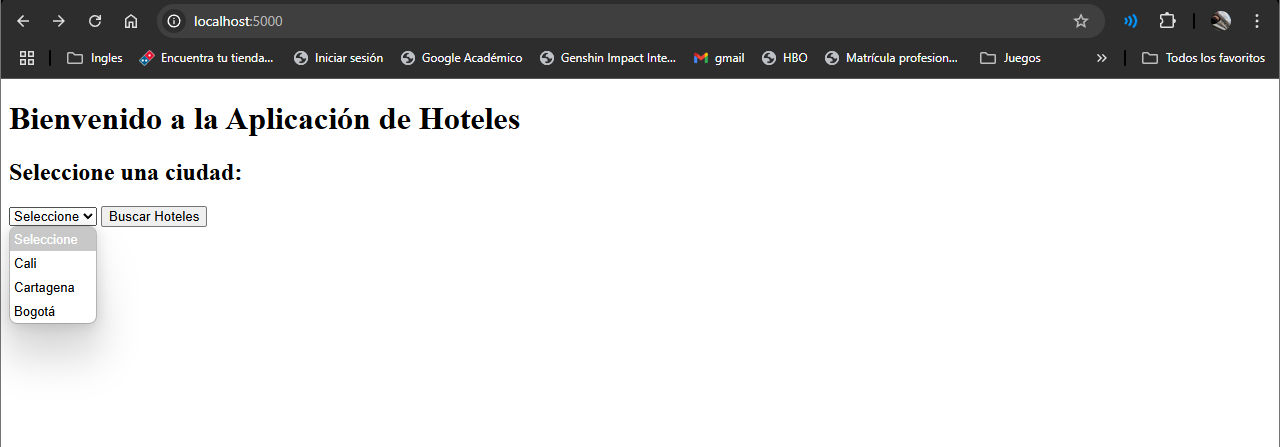 localhost:5000
Ingles Encuentra tu tienda... Iniciar sesión Google Académico Genshin Impact Inte... gmail HBO Matrícula profesion... Juegos » Todos los favoritos
Bienvenido a la Aplicación de Hoteles
Seleccione una ciudad:
Seleccione Buscar Hoteles
Seleccione
Cali
Cartagena
Bogotá